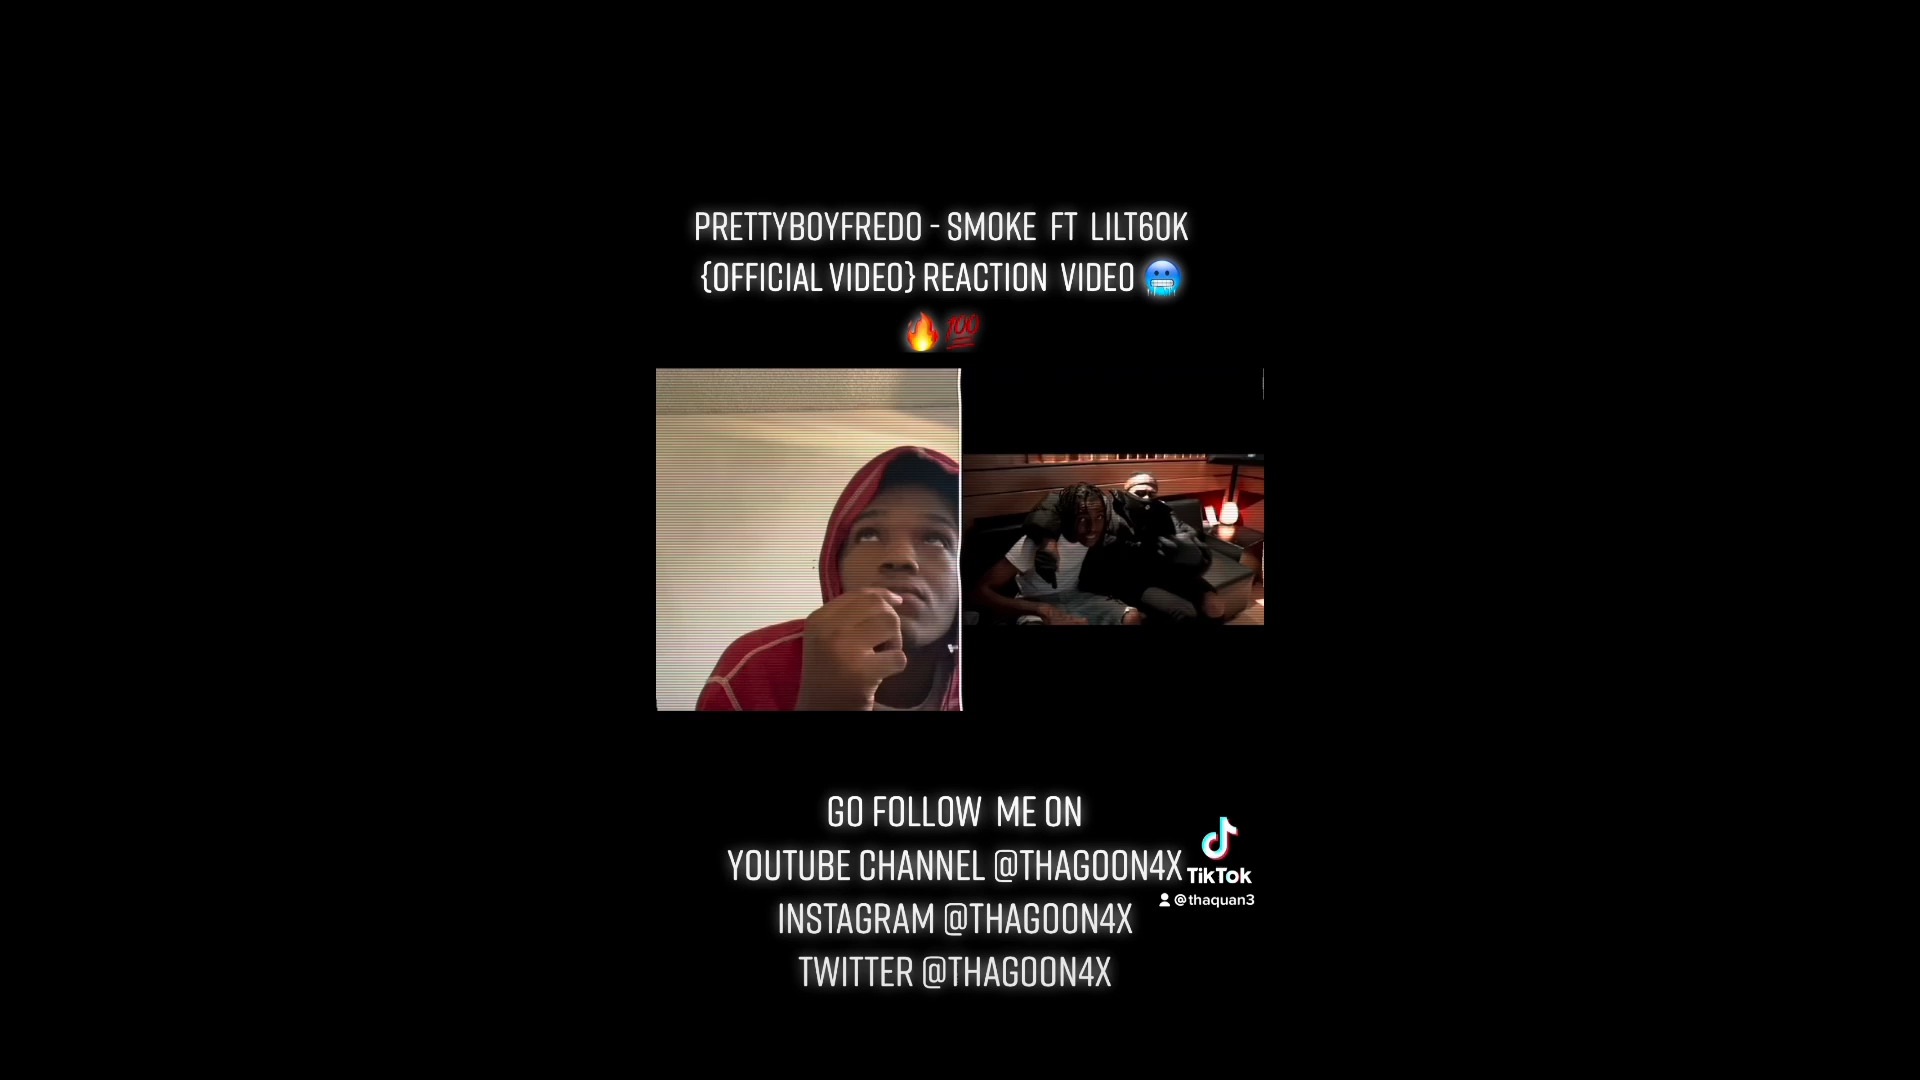 PRETTYBOYFREDO - SMOKE FT LILT60K
{OFFICIAL VIDEO} REACTION VIDEO 🥶
🔥💯
GO FOLLOW ME ON
YOUTUBE CHANNEL @THAGOON4X
INSTAGRAM @THAGOON4X
TWITTER @THAGOON4X
TikTok
@thaquan3